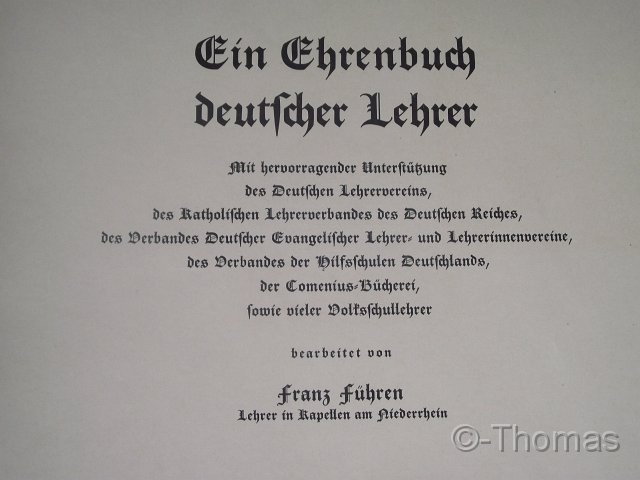 Ein Ehrenbuch
deutscher Lehrer
Mit hervorragender Unterstützung
des Deutschen Lehrervereins,
des Katholischen Lehrerverbandes des Deutschen Reiches,
des Verbandes Deutscher Evangelischer Lehrer- und Lehrerinnenvereine,
des Verbandes der Hilfsschulen Deutschlands,
der Comenius-Bücherei,
sowie vieler Volksschullehrer
bearbeitet von
Franz Führen
Lehrer in Kapellen am Niederrhein
©-Thomas